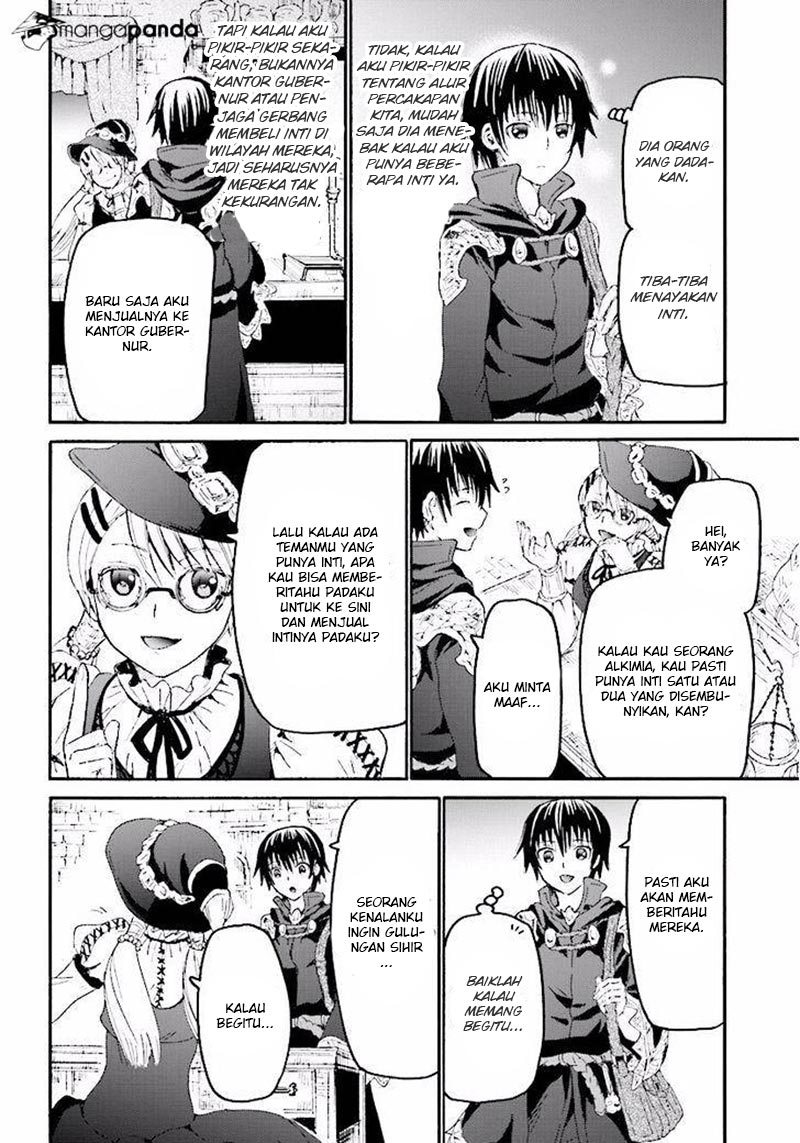 mangapanda
DIA ORANG
YANG DADA-
KAN.
TIBA-TIBA
MENAYAKAN
INTI.
TIDAK, KALAU
AKU PIKIR-PIKIR
TENTANG ALUR
PERCAKAPAN
KITA, MUDAH
SAJA DIA MENE-
BAK KALAU AKU
PUNYA BEBE-
RAPA INTI YA.
TAPI KALAU AKU
PIKIR-PIKIR SEKA-
RANG, BUKANNYA
KANTOR GUBER-
NUR ATAU PEN-
JAGA GERBANG
MEMBELI INTI DI
WILAYAH MEREKA,
JADI SEHARUSNYA
MEREKA TAK
KEKURANGAN.
BARU SAJA AKU
MENJUALNYA KE
KANTOR GUBER-
NUR.
HEI,
BANYAK
YA?
KALAU KAU SEORANG
ALKIMIA, KAU PASTI
PUNYA INTI SATU ATAU
DUA YANG DISEMBU-
NYIKAN, KAN?
AKU MINTA
MAAF...
LALU KALAU ADA
TEMANMU YANG
PUNYA INTI, APA
KAU BISA MEMBE-
RITAHU PADAKU
UNTUK KE SINI
DAN MENJUAL
INTINYA PADAKU?
PASTI AKU
AKAN MEM-
BERITAHU
MEREKA.
BAIKLAH
KALAU
MEMANG
BEGITU...
SEORANG
KENALANKU
INGIN GULU-
NGAN SIHIR
...
KALAU
BEGITU...